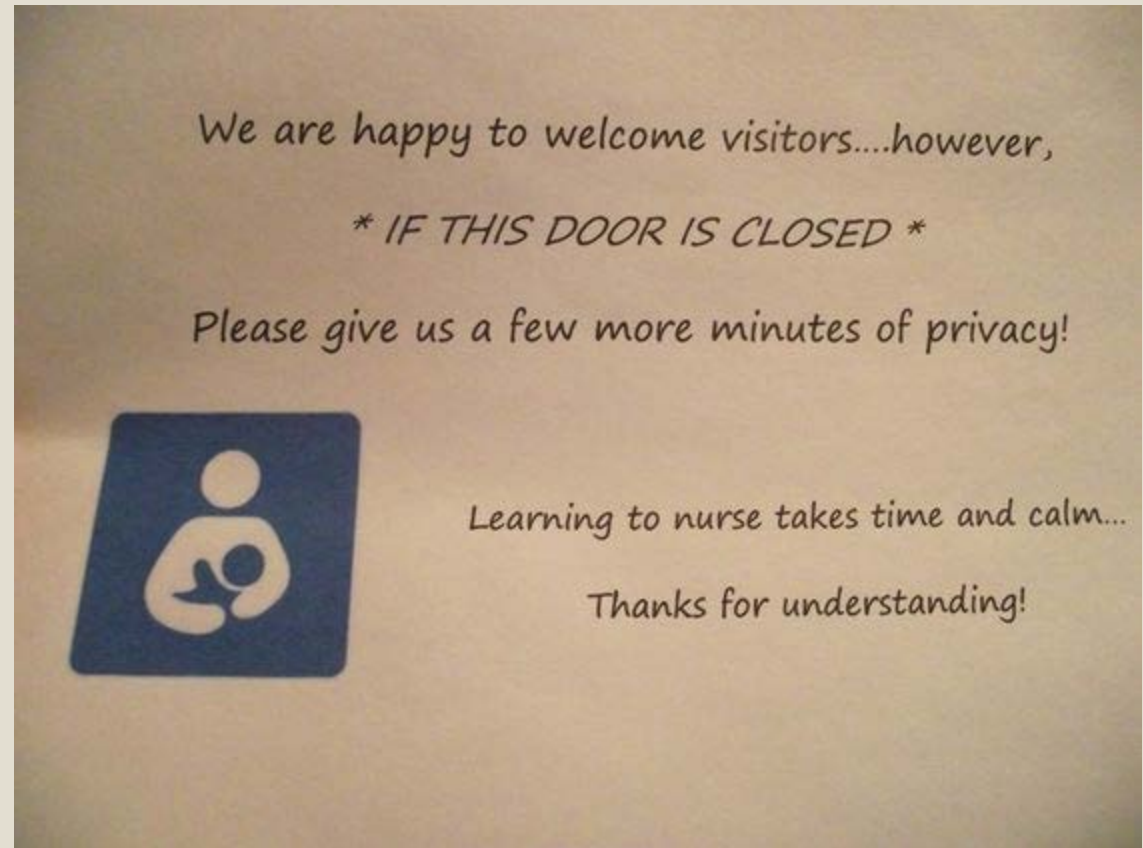 We are happy to welcome visitors....however,
* IF THIS DOOR IS CLOSED *
Please give us a few more minutes of privacy!
Learning to nurse takes time and calm...
Thanks for understanding!